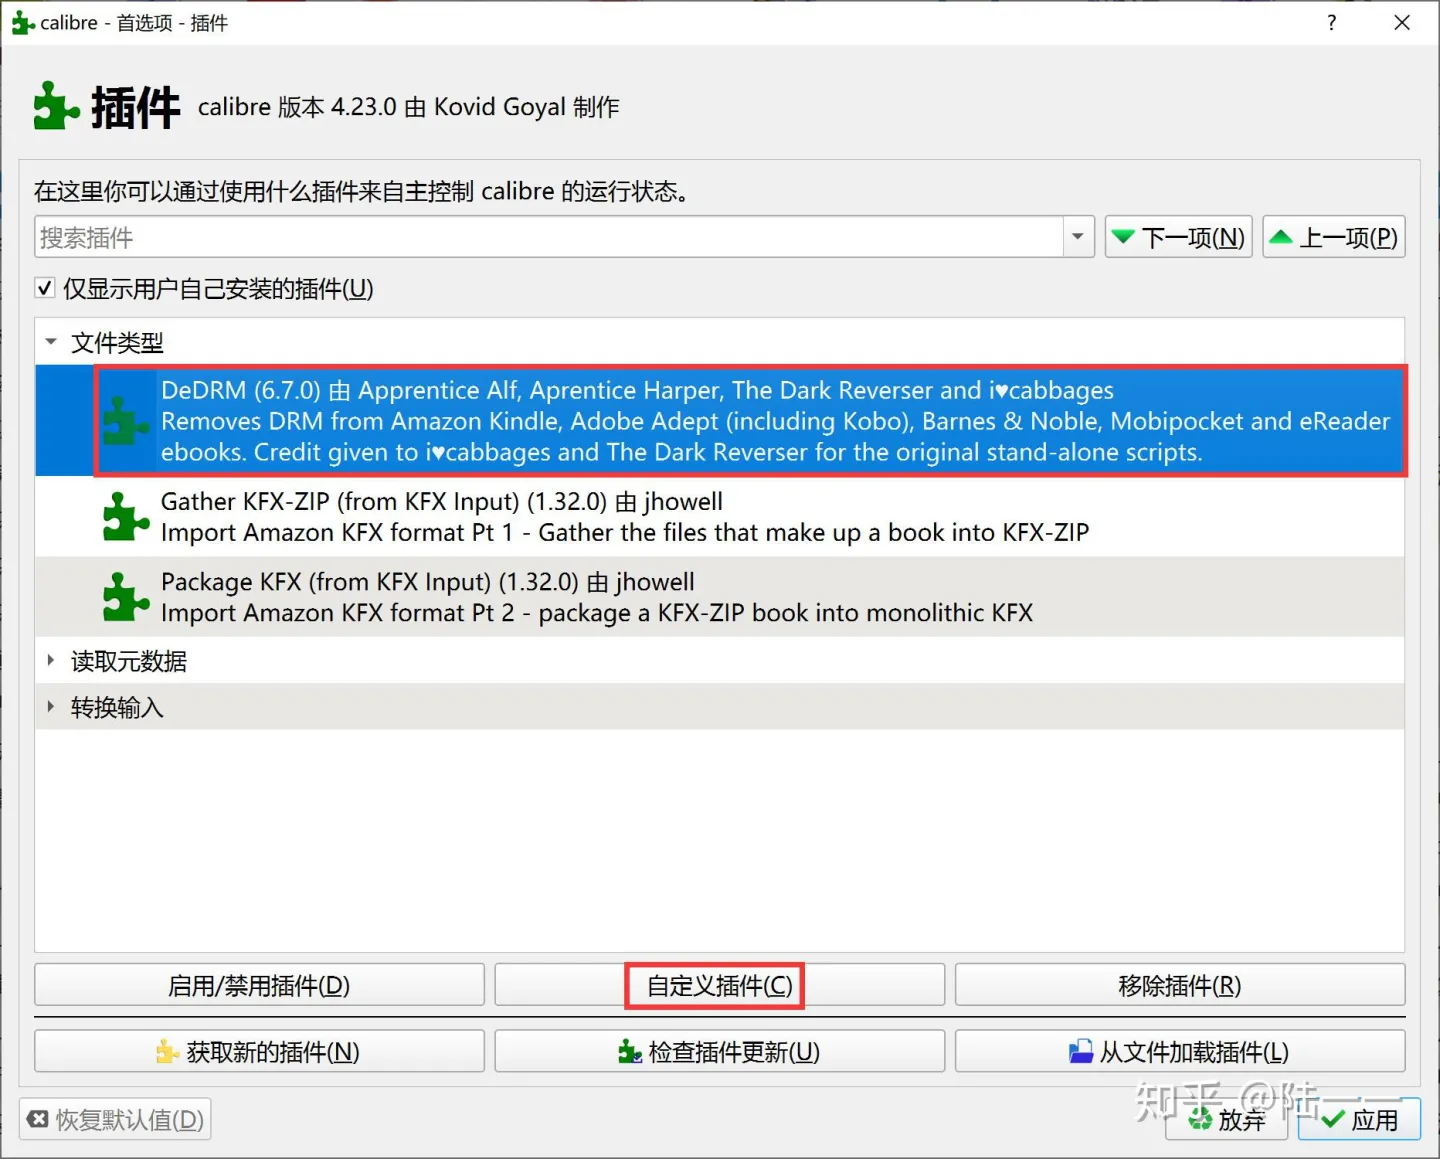 calibre - 首选项 - 插件
?
插件 calibre 版本 4.23.0 由 Kovid Goyal 制作
在这里你可以通过使用什么插件来自主控制 calibre 的运行状态。
搜索插件 下一项(N) 上一项(P)
仅显示用户自己安装的插件(U)
文件类型
DeDRM (6.7.0) 由 Apprentice Alf, Aprentice Harper, The Dark Reverser and i♥cabbages
Removes DRM from Amazon Kindle, Adobe Adept (including Kobo), Barnes & Noble, Mobipocket and eReader
ebooks. Credit given to i♥cabbages and The Dark Reverser for the original stand-alone scripts.
Gather KFX-ZIP (from KFX Input) (1.32.0) 由 jhowell
Import Amazon KFX format Pt 1 - Gather the files that make up a book into KFX-ZIP
Package KFX (from KFX Input) (1.32.0) 由 jhowell
Import Amazon KFX format Pt 2 - package a KFX-ZIP book into monolithic KFX
读取元数据
转换输入
启用/禁用插件(D) 自定义插件(C) 移除插件(R)
获取新的插件(N) 检查插件更新(U) 从文件加载插件(L)
知乎 @陆一一
恢复默认值(D) 放弃 应用